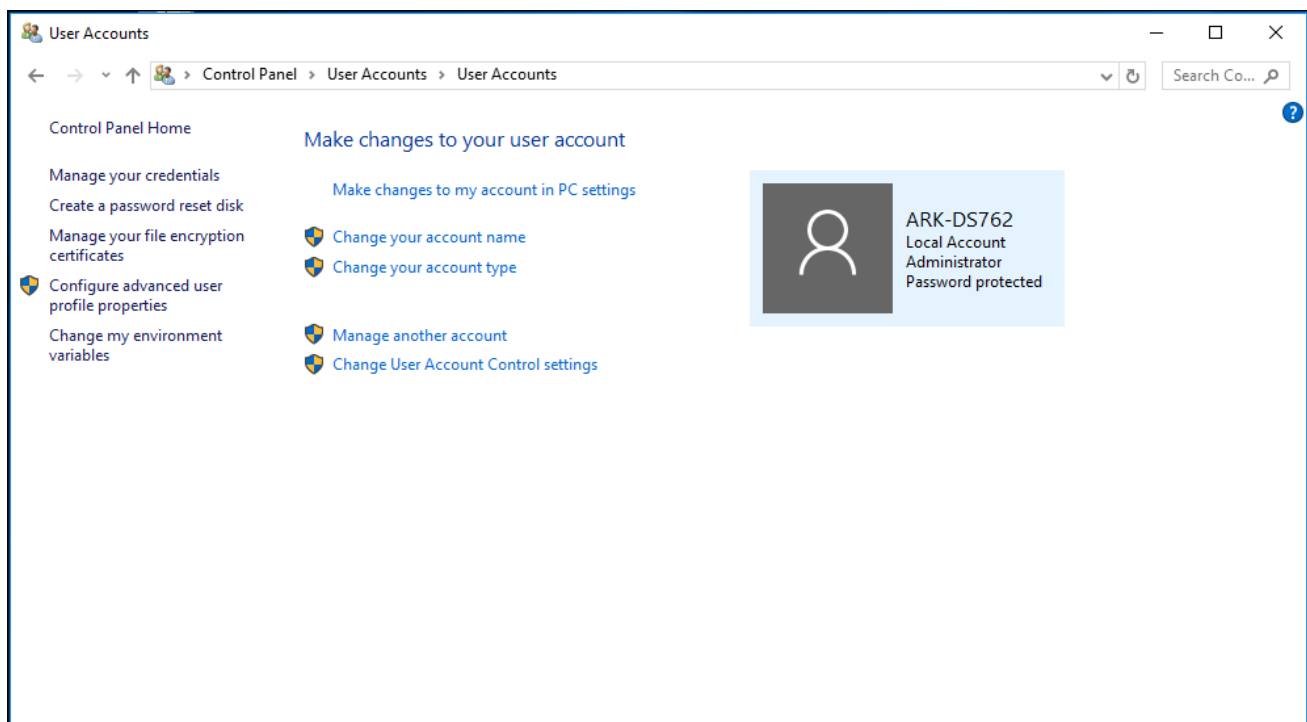 User Accounts
Control Panel > User Accounts > User Accounts
Search Co...
?
Control Panel Home
Manage your credentials
Create a password reset disk
Manage your file encryption
certificates
Configure advanced user
profile properties
Change my environment
variables
Make changes to your user account
Make changes to my account in PC settings
Change your account name
Change your account type
Manage another account
Change User Account Control settings
ARK-DS762
Local Account
Administrator
Password protected